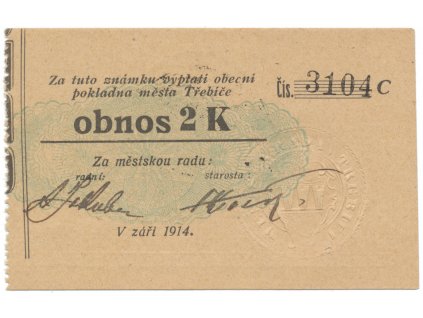 Za tuto známku vyplatí obecní
pokladna města Třebíče
Čís. 3104 C
obnos 2 K
Za městskou radu:
radní: starosta:
V září 1914.